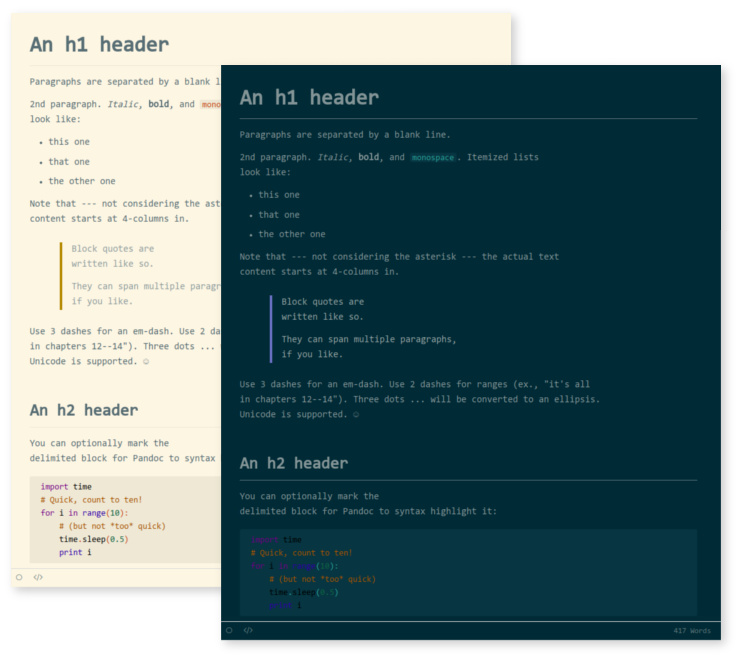 An h1 header
Paragraphs are separated by a blank l
2nd paragraph. Italic, bold, and mono
look like:
• this one
• that one
• the other one
Note that --- not considering the ast
content starts at 4-columns in.
Block quotes are
written like so.
They can span multiple paragr
if you like.
Use 3 dashes for an em-dash. Use 2 da
in chapters 12--14"). Three dots ...
Unicode is supported. ☺
An h2 header
You can optionally mark the
delimited block for Pandoc to syntax
import time
# Quick, count to ten!
for i in range(10):
# (but not *too* quick)
time.sleep(0.5)
print i
</>
An h1 header
Paragraphs are separated by a blank line.
2nd paragraph. Italic, bold, and monospace. Itemized lists
look like:
• this one
• that one
• the other one
Note that --- not considering the asterisk --- the actual text
content starts at 4-columns in.
Block quotes are
written like so.
They can span multiple paragraphs,
if you like.
Use 3 dashes for an em-dash. Use 2 dashes for ranges (ex., "it's all
in chapters 12--14"). Three dots ... will be converted to an ellipsis.
Unicode is supported. ☺
An h2 header
You can optionally mark the
delimited block for Pandoc to syntax highlight it:
import time
# Quick, count to ten!
for i in range(10):
# (but not *too* quick)
time.sleep(0.5)
print i
</>
417 Words